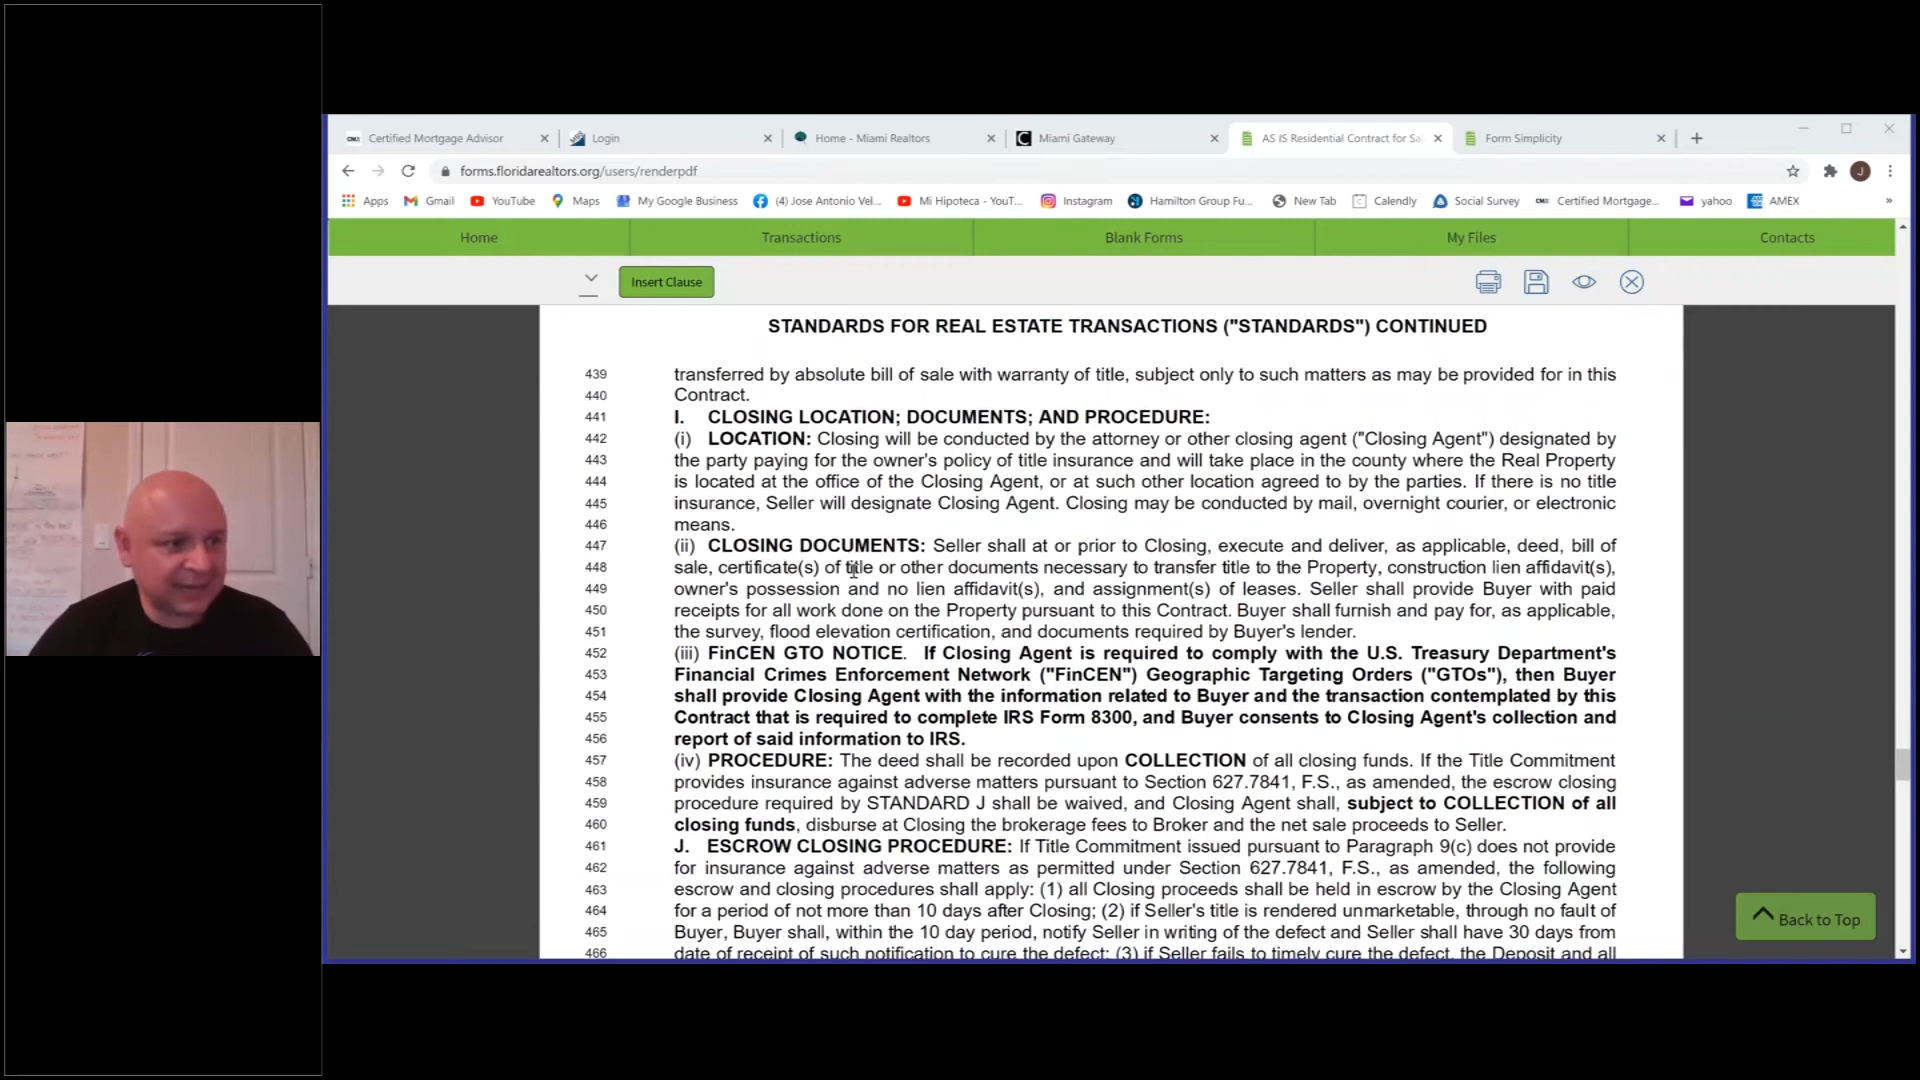 Certified Mortgage Advisor
Login
Home - Miami Realtors
Miami Gateway
AS IS Residential Contract for Sa
Form Simplicity
forms.floridarealtors.org/users/renderpdf
J
Apps
Gmail
YouTube
Maps
My Google Business
(4) Jose Antonio Vel...
Mi Hipoteca - YouT...
Instagram
Hamilton Group Fu...
New Tab
Calendly
Social Survey
Certified Mortgage...
yahoo
AMEX
»
Home
Transactions
Blank Forms
My Files
Contacts
Insert Clause
STANDARDS FOR REAL ESTATE TRANSACTIONS ("STANDARDS") CONTINUED
439 transferred by absolute bill of sale with warranty of title, subject only to such matters as may be provided for in this
440 Contract.
441 I. CLOSING LOCATION; DOCUMENTS; AND PROCEDURE:
442 (i) LOCATION: Closing will be conducted by the attorney or other closing agent ("Closing Agent") designated by
443 the party paying for the owner's policy of title insurance and will take place in the county where the Real Property
444 is located at the office of the Closing Agent, or at such other location agreed to by the parties. If there is no title
445 insurance, Seller will designate Closing Agent. Closing may be conducted by mail, overnight courier, or electronic
446 means.
447 (ii) CLOSING DOCUMENTS: Seller shall at or prior to Closing, execute and deliver, as applicable, deed, bill of
448 sale, certificate(s) of title or other documents necessary to transfer title to the Property, construction lien affidavit(s),
449 owner's possession and no lien affidavit(s), and assignment(s) of leases. Seller shall provide Buyer with paid
450 receipts for all work done on the Property pursuant to this Contract. Buyer shall furnish and pay for, as applicable,
451 the survey, flood elevation certification, and documents required by Buyer's lender.
452 (iii) FinCEN GTO NOTICE. If Closing Agent is required to comply with the U.S. Treasury Department's
453 Financial Crimes Enforcement Network ("FinCEN") Geographic Targeting Orders ("GTOs"), then Buyer
454 shall provide Closing Agent with the information related to Buyer and the transaction contemplated by this
455 Contract that is required to complete IRS Form 8300, and Buyer consents to Closing Agent's collection and
456 report of said information to IRS.
457 (iv) PROCEDURE: The deed shall be recorded upon COLLECTION of all closing funds. If the Title Commitment
458 provides insurance against adverse matters pursuant to Section 627.7841, F.S., as amended, the escrow closing
459 procedure required by STANDARD J shall be waived, and Closing Agent shall, subject to COLLECTION of all
460 closing funds, disburse at Closing the brokerage fees to Broker and the net sale proceeds to Seller.
461 J. ESCROW CLOSING PROCEDURE: If Title Commitment issued pursuant to Paragraph 9(c) does not provide
462 for insurance against adverse matters as permitted under Section 627.7841, F.S., as amended, the following
463 escrow and closing procedures shall apply: (1) all Closing proceeds shall be held in escrow by the Closing Agent
464 for a period of not more than 10 days after Closing; (2) if Seller's title is rendered unmarketable, through no fault of
465 Buyer, Buyer shall, within the 10 day period, notify Seller in writing of the defect and Seller shall have 30 days from
466 date of receipt of such notification to cure the defect; (3) if Seller fails to timely cure the defect, the Deposit and all
Back to Top